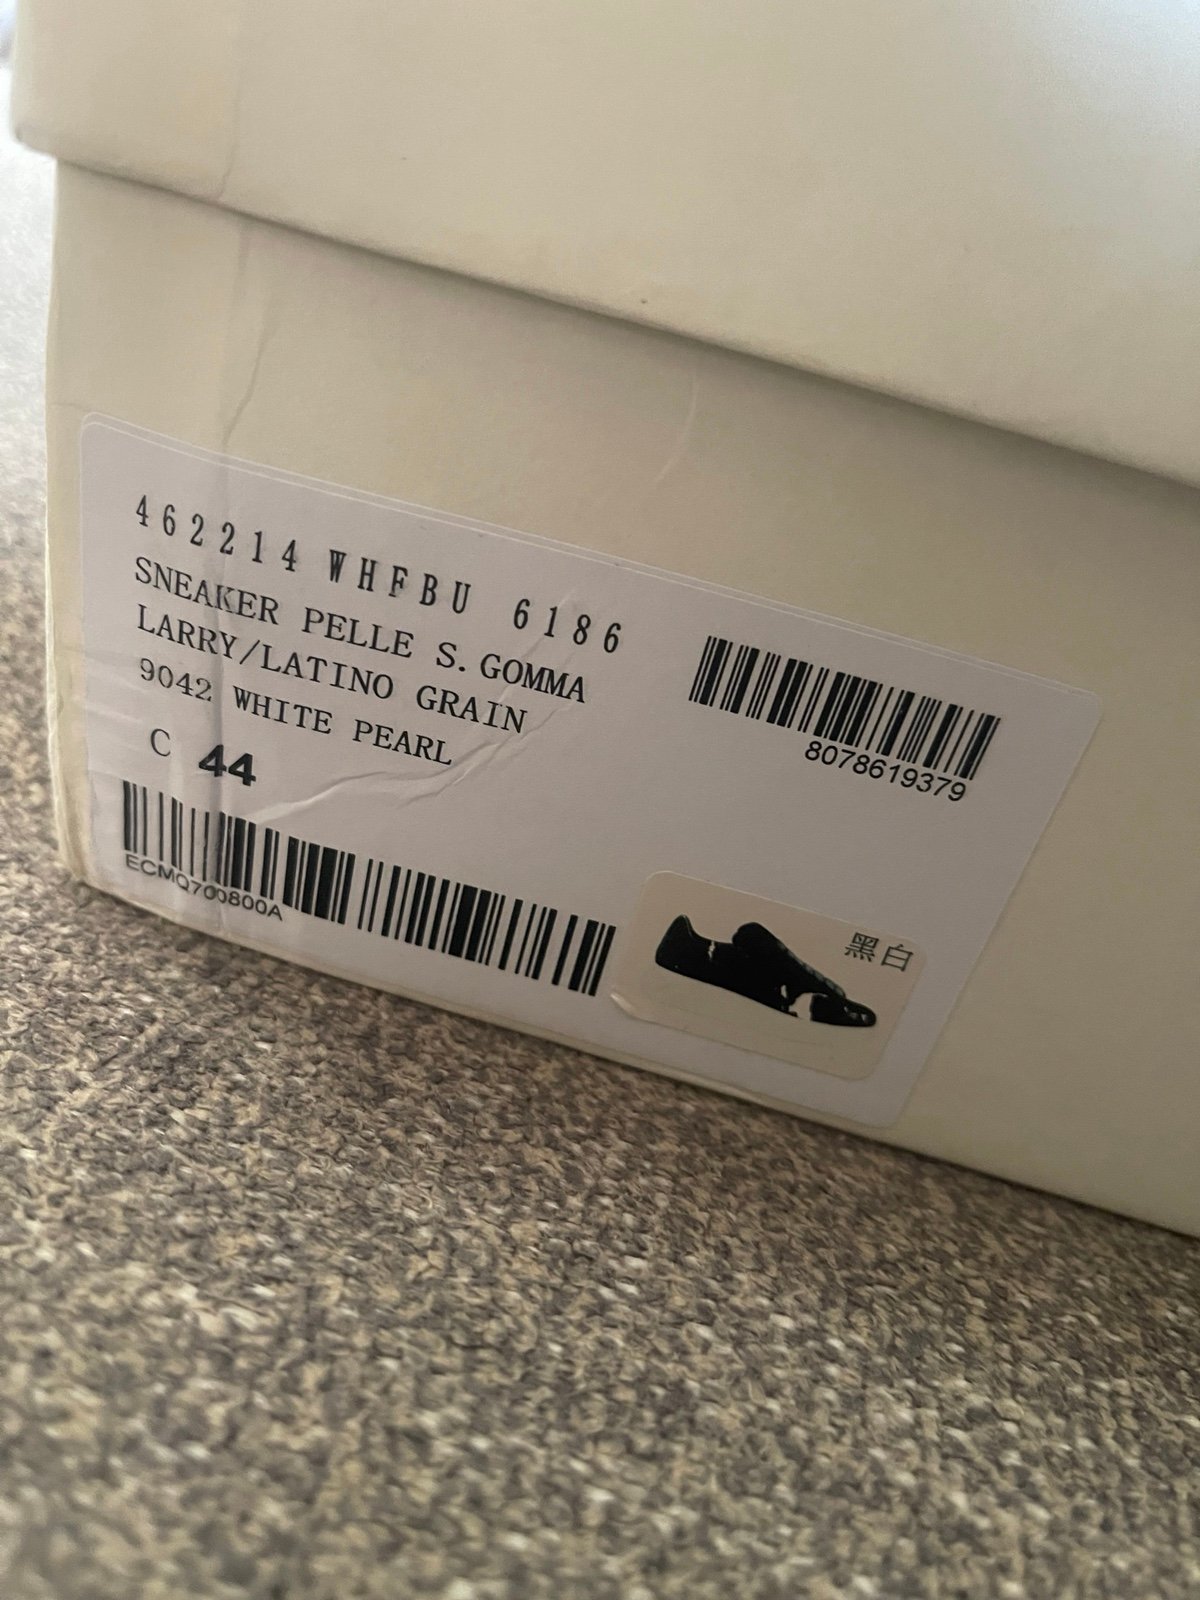 462214 WHFBU 6186
SNEAKER PELLE S.GOMMA
LARRY/LATINO GRAIN
9042 WHITE PEARL
C 44
8078619379
ECMQ700800A
黑白